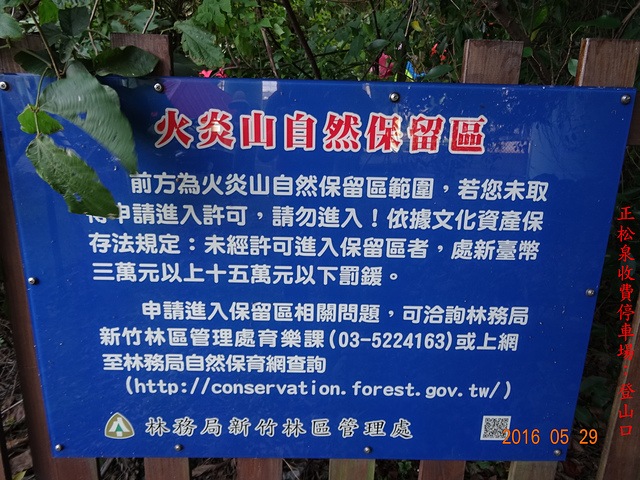 火炎山自然保留區
前方為火炎山自然保留區範圍，若您未取
得申請進入許可，請勿進入！依據文化資產保
存法規定：未經許可進入保留區者，處新臺幣
三萬元以上十五萬元以下罰鍰。
申請進入保留區相關問題，可洽詢林務局
新竹林區管理處育樂課(03-5224163)或上網
至林務局自然保育網查詢
(http://conservation.forest.gov.tw/)
林務局新竹林區管理處
正松泉收費停車場，登山口
2016 05 29